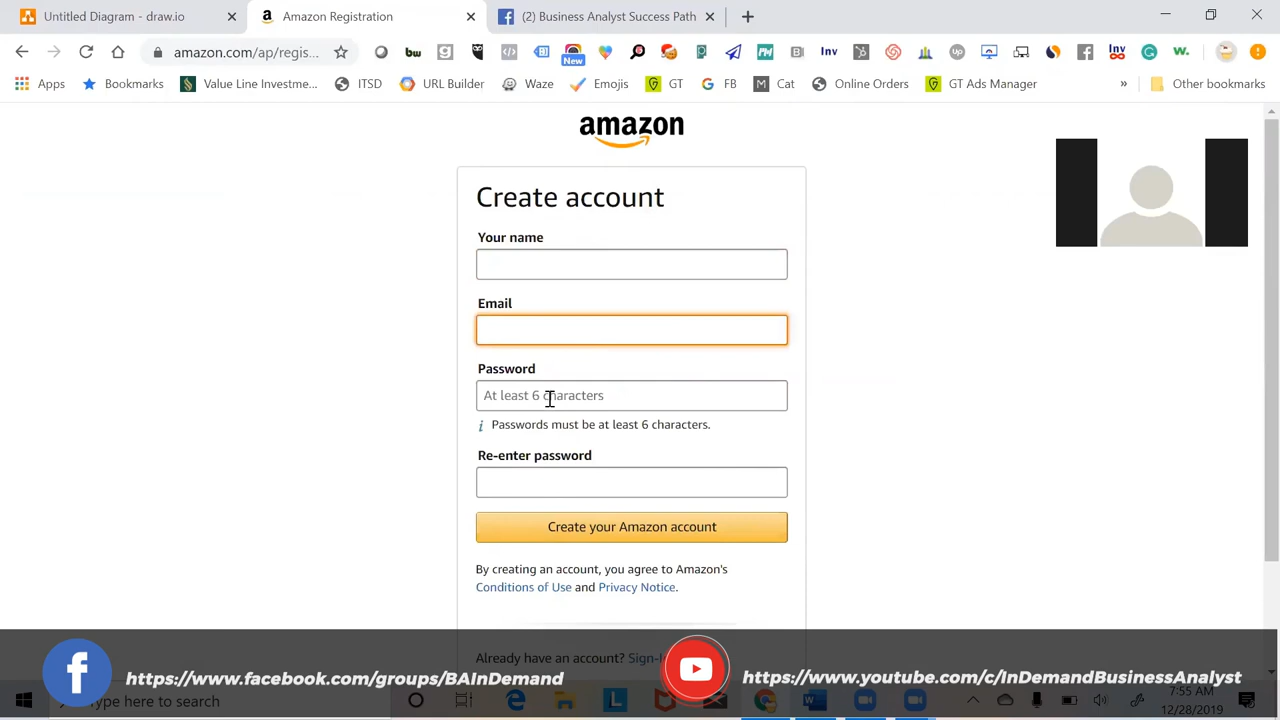 Untitled Diagram - draw.io
Amazon Registration
(2) Business Analyst Success Path
amazon.com/ap/regis...
New
Inv
Apps
Bookmarks
Value Line Investme...
ITSD
URL Builder
Waze
Emojis
GT
FB
Cat
Online Orders
GT Ads Manager
»
Other bookmarks
amazon
Create account
Your name
Email
Password
At least 6 characters
Passwords must be at least 6 characters.
Re-enter password
Create your Amazon account
By creating an account, you agree to Amazon's
Conditions of Use and Privacy Notice.
Already have an account?
https://www.facebook.com/groups/BAInDemand
https://www.youtube.com/c/InDemandBusinessAnalyst
Type here to search
7:55 AM
12/28/2019